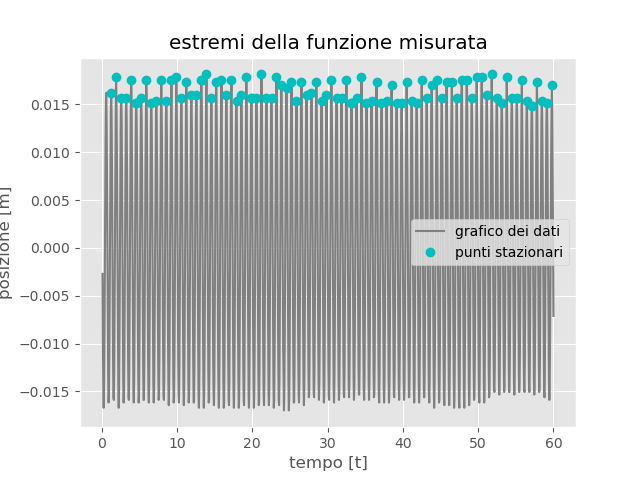 estremi della funzione misurata
posizione [m]
0.015
0.010
0.005
0.000
−0.005
−0.010
−0.015
grafico dei dati
punti stazionari
0 10 20 30 40 50 60
tempo [t]